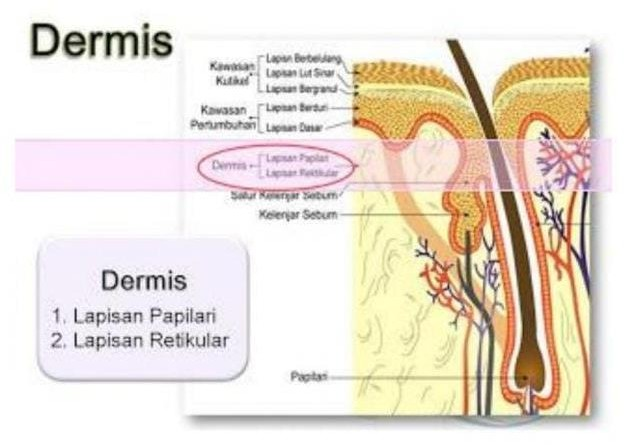 Dermis
Kawasan Kutikel
Lapisn Berbelulang
Lapisan Lut Sinar
Lapisan Bergranul
Kawasan Pertumbuhan
Lapisan Berduri
Lapisan Dasar
Dermis
Lapisan Papilari
Lapisan Retikular
Salur Kelenjar Sebum
Kelenjar Sebum
Dermis
1. Lapisan Papilari
2. Lapisan Retikular
Papilari